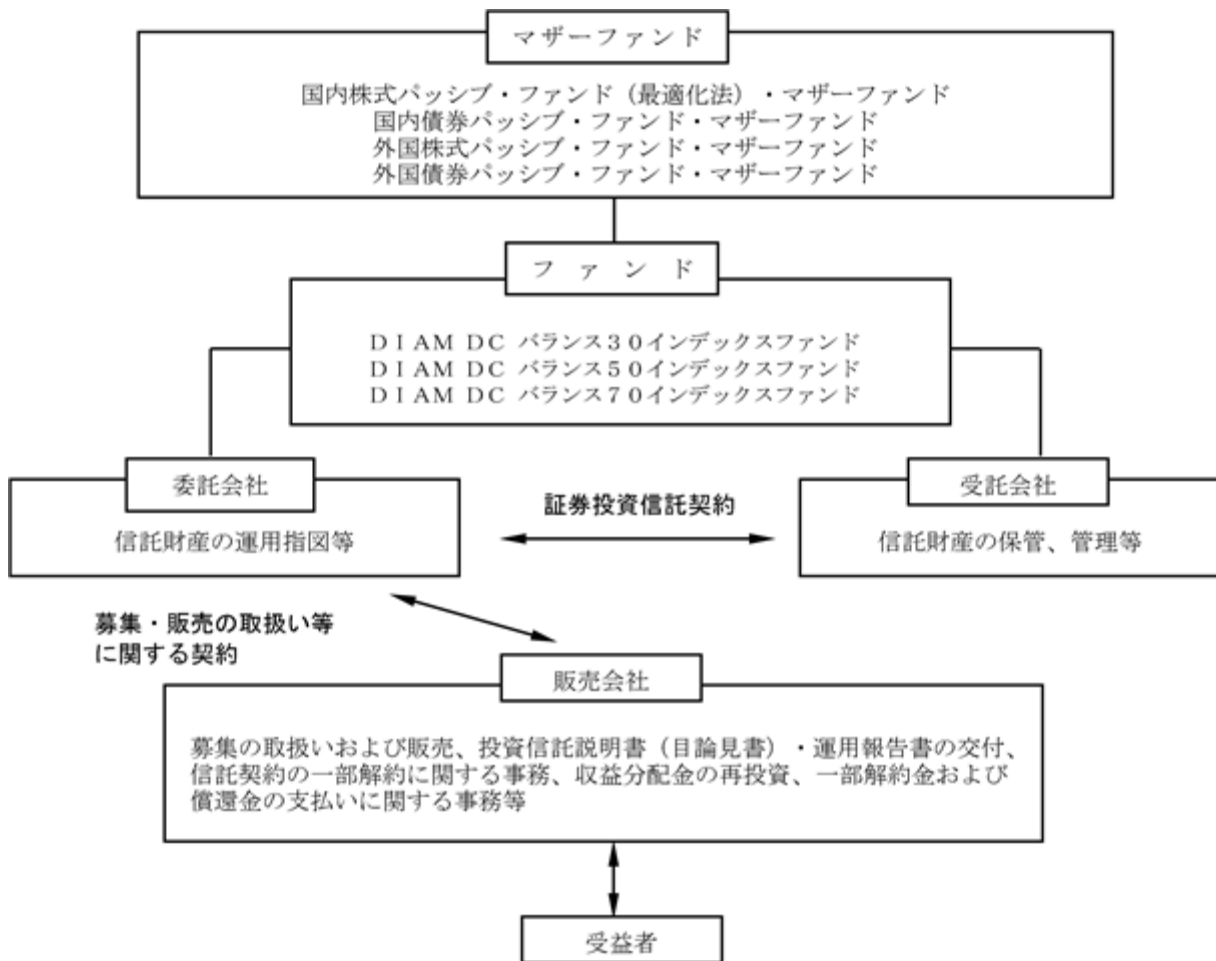 マザーファンド
国内株式パッシブ・ファンド（最適化法）・マザーファンド
国内債券パッシブ・ファンド・マザーファンド
外国株式パッシブ・ファンド・マザーファンド
外国債券パッシブ・ファンド・マザーファンド
ファンド
ＤＩＡＭ ＤＣ バランス３０インデックスファンド
ＤＩＡＭ ＤＣ バランス５０インデックスファンド
ＤＩＡＭ ＤＣ バランス７０インデックスファンド
委託会社
信託財産の運用指図等
証券投資信託契約
受託会社
信託財産の保管、管理等
募集・販売の取扱い等
に関する契約
販売会社
募集の取扱いおよび販売、投資信託説明書（目論見書）・運用報告書の交付、
信託契約の一部解約に関する事務、収益分配金の再投資、一部解約金および
償還金の支払いに関する事務等
受益者